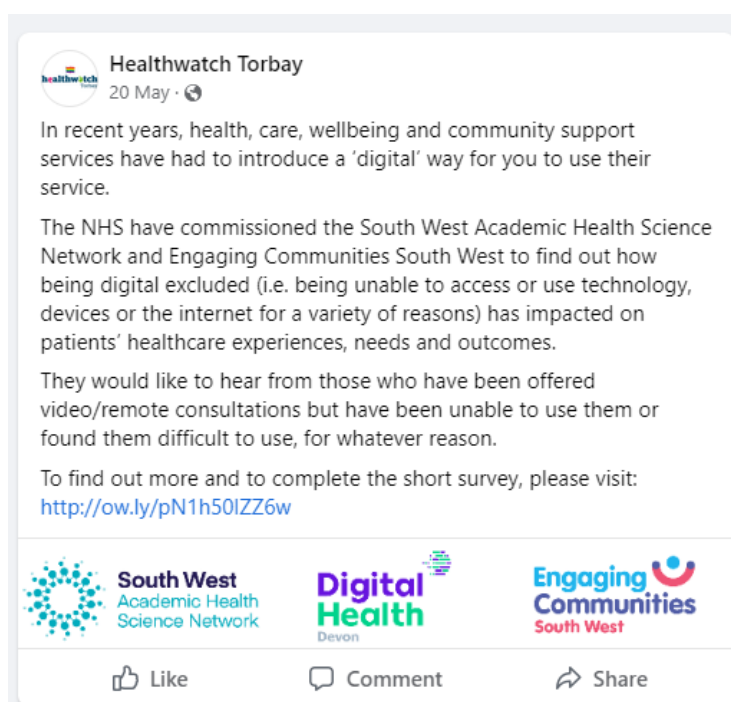 healthwatch
Torbay
Healthwatch Torbay
20 May ·
In recent years, health, care, wellbeing and community support
services have had to introduce a 'digital' way for you to use their
service.
The NHS have commissioned the South West Academic Health Science
Network and Engaging Communities South West to find out how
being digital excluded (i.e. being unable to access or use technology,
devices or the internet for a variety of reasons) has impacted on
patients' healthcare experiences, needs and outcomes.
They would like to hear from those who have been offered
video/remote consultations but have been unable to use them or
found them difficult to use, for whatever reason.
To find out more and to complete the short survey, please visit:
http://ow.ly/pN1h50IZZ6w
South West
Academic Health
Science Network
Digital
Health
Devon
Engaging
Communities
South West
Like
Comment
Share